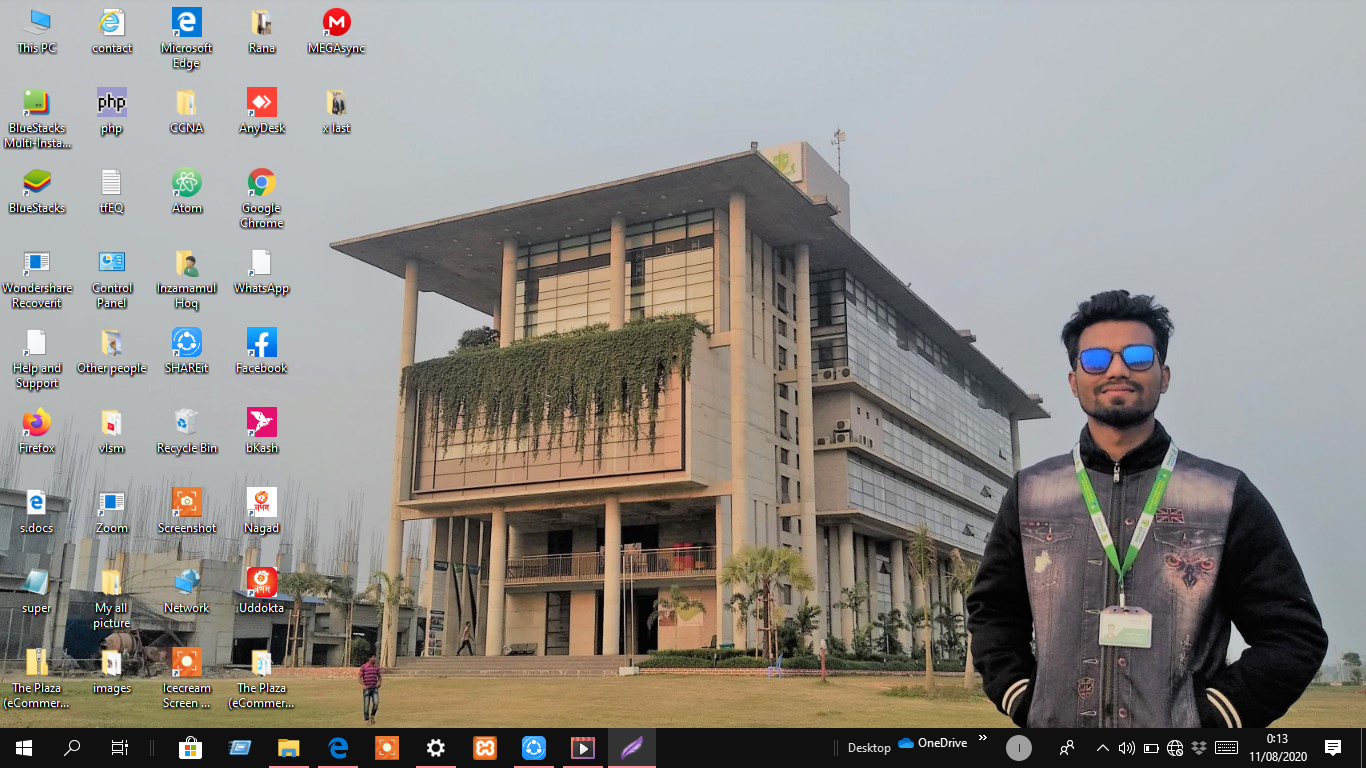 This PC
contact
Microsoft
Edge
Rana
MEGAsync
BlueStacks
Multi-Insta...
php
php
CCNA
AnyDesk
x last
BlueStacks
tfEQ
Atom
Google
Chrome
Wondershare
Recoverit
Control
Panel
Inzamamul
Hoq
WhatsApp
Help and
Support
Other people
SHAREit
Facebook
Firefox
vlsm
Recycle Bin
bKash
s.docs
Zoom
Screenshot
নগদ
Nagad
super
My all
picture
Network
নগদ
Uddokta
The Plaza
(eCommer...
images
Icecream
Screen ...
The Plaza
(eCommer...
Desktop
OneDrive
I
0:13
11/08/2020